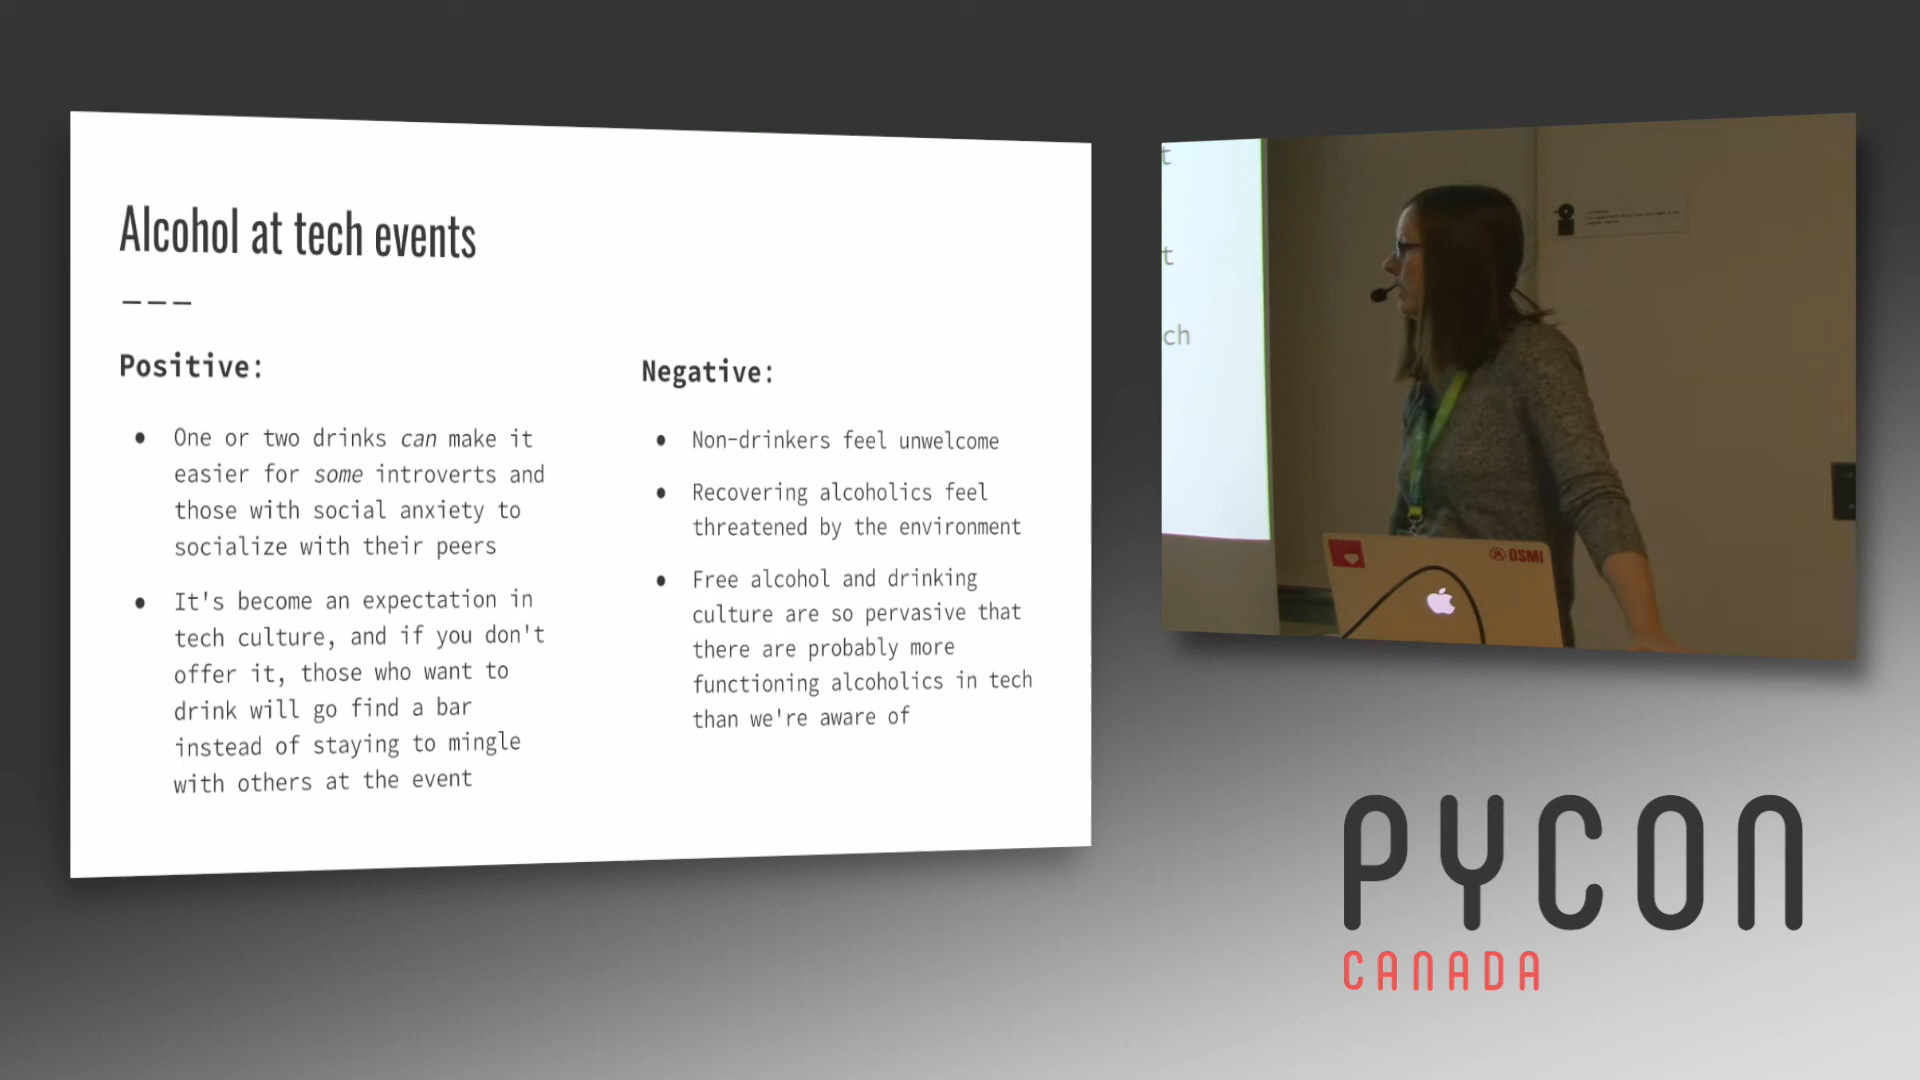 Alcohol at tech events
---
Positive:
● One or two drinks can make it
easier for some introverts and
those with social anxiety to
socialize with their peers
● It's become an expectation in
tech culture, and if you don't
offer it, those who want to
drink will go find a bar
instead of staying to mingle
with others at the event
Negative:
● Non-drinkers feel unwelcome
● Recovering alcoholics feel
threatened by the environment
● Free alcohol and drinking
culture are so pervasive that
there are probably more
functioning alcoholics in tech
than we're aware of
t
t
ch
OSMI
PYCON
CANADA